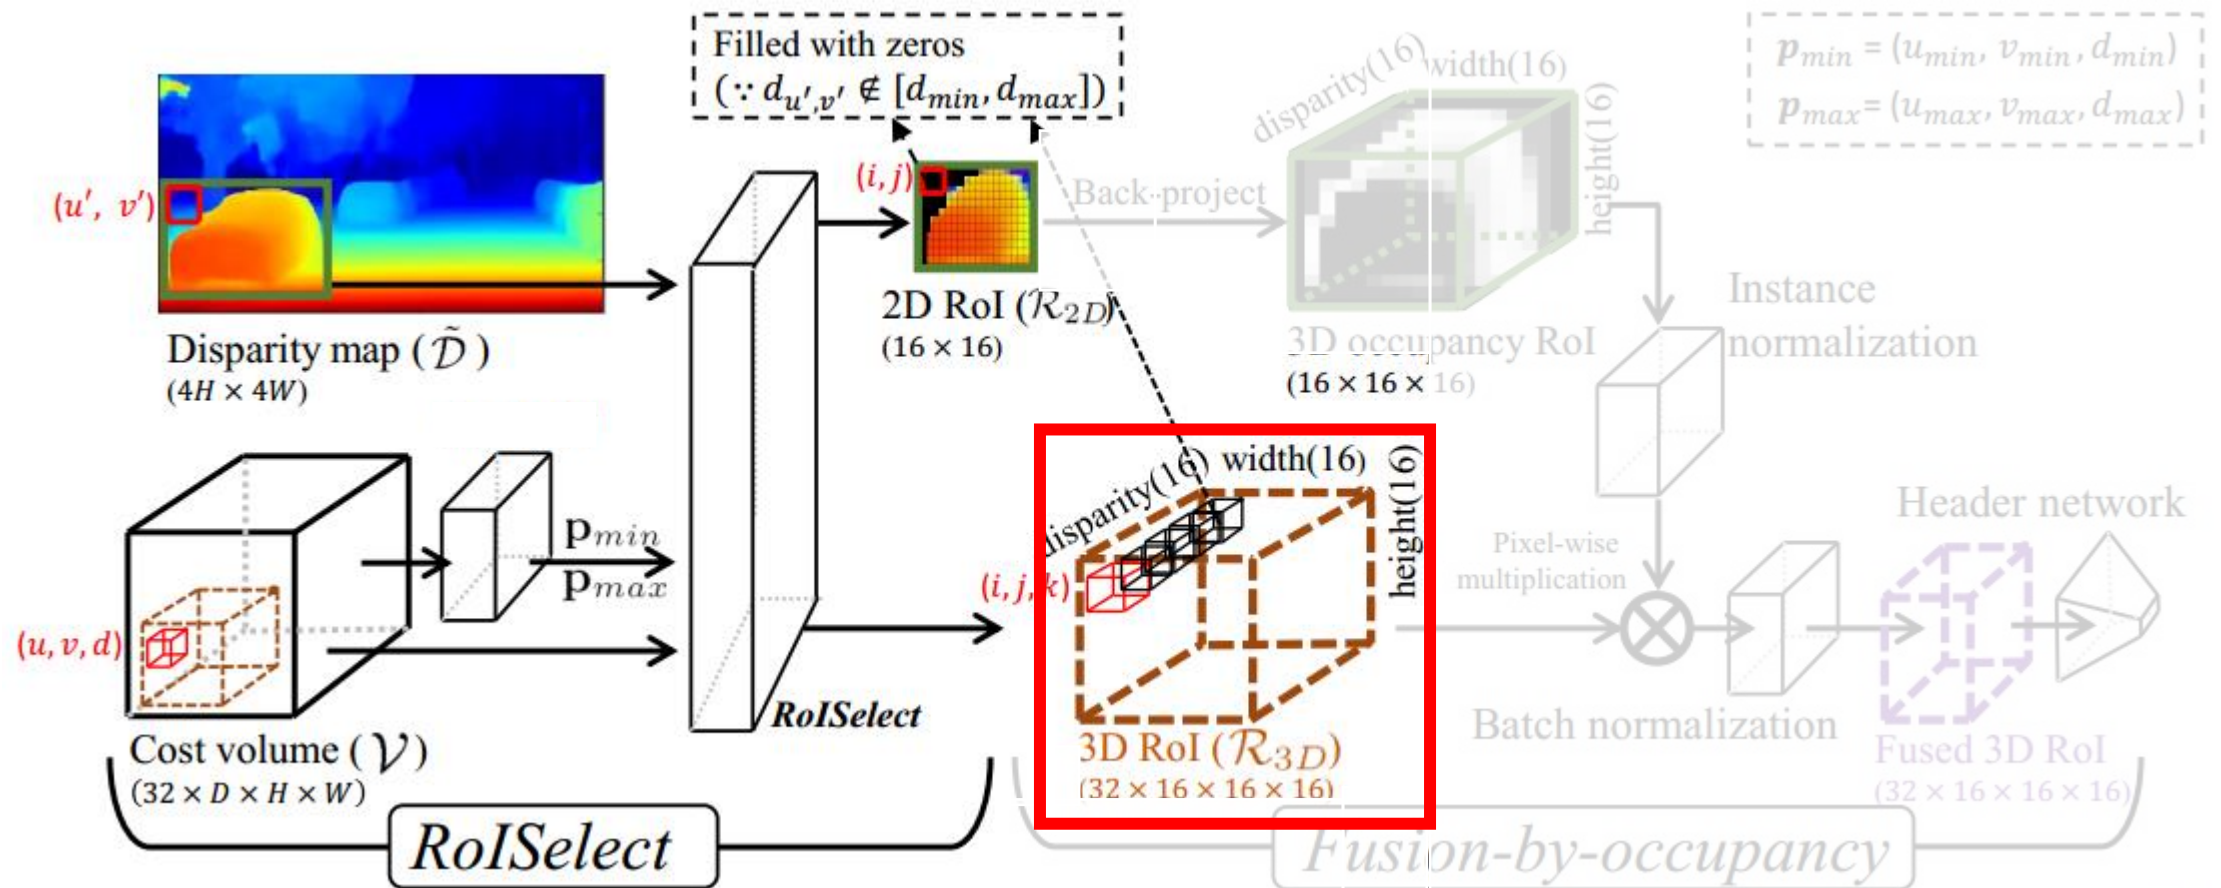 Filled with zeros
(∵ d_{u′,v′} ∉ [d_{min}, d_{max}])
disparity(16)
width(16)
height(16)
p_{min} = (u_{min}, v_{min}, d_{min})
p_{max} = (u_{max}, v_{max}, d_{max})
(u′, v′)
(i, j)
Back-project
Disparity map (D̃)
(4H × 4W)
2D RoI (R_{2D})
(16 × 16)
3D occupancy RoI
(16 × 16 × 16)
Instance
normalization
p_{min}
p_{max}
(u, v, d)
Cost volume (V)
(32 × D × H × W)
RoISelect
disparity(16)
width(16)
height(16)
(i, j, k)
3D RoI (R_{3D})
(32 × 16 × 16 × 16)
Pixel-wise
multiplication
Batch normalization
Header network
Fused 3D RoI
(32 × 16 × 16 × 16)
RoISelect
Fusion-by-occupancy